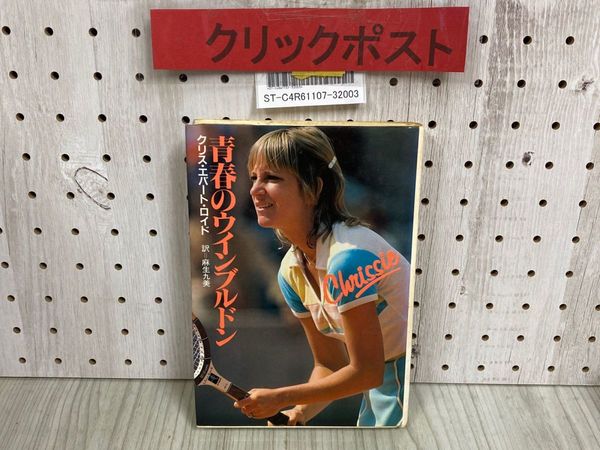 クリックポスト
ST-C4R61107-32003
青春のウインブルドン
クリス・エバート・ロイド
訳=麻生九美
Chrissie